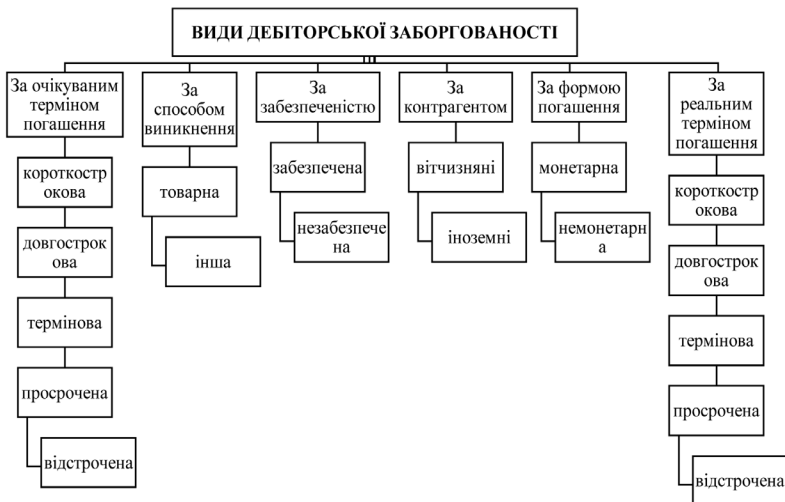 ВИДИ ДЕБІТОРСЬКОЇ ЗАБОРГОВАНОСТІ
За очікуваним
терміном
погашення
короткостр
окова
довгострок
ова
термінова
просрочена
відстрочена
За
способом
виникнення
товарна
інша
За
забезпеченістю
забезпечена
незабезпече
на
За
контрагентом
вітчизняні
іноземні
За формою
погашення
монетарна
немонетарн
а
За
реальним
терміном
погашення
короткостр
окова
довгострок
ова
термінова
просрочена
відстрочена